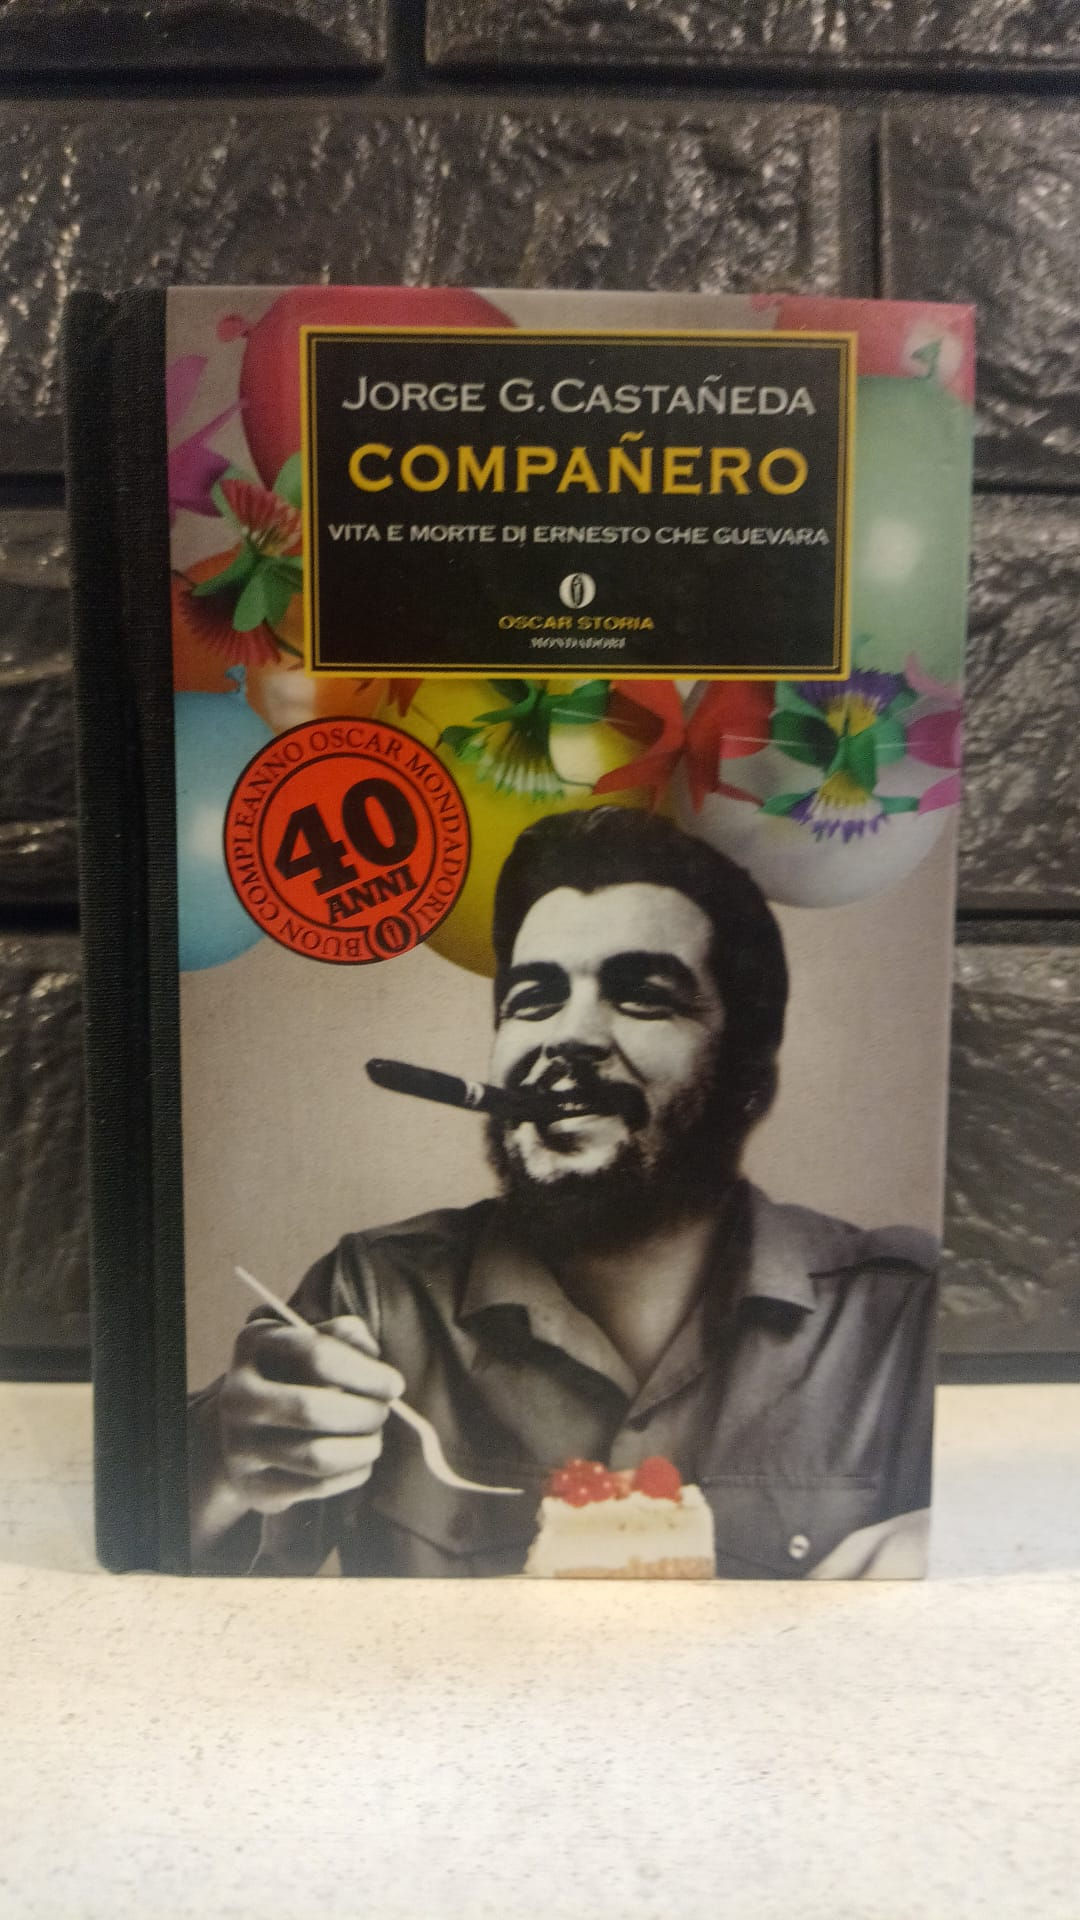 JORGE G. CASTAÑEDA
COMPAÑERO
VITA E MORTE DI ERNESTO CHE GUEVARA
OSCAR STORIA
MONDADORI
BUON COMPLEANNO OSCAR MONDADORI
40
ANNI